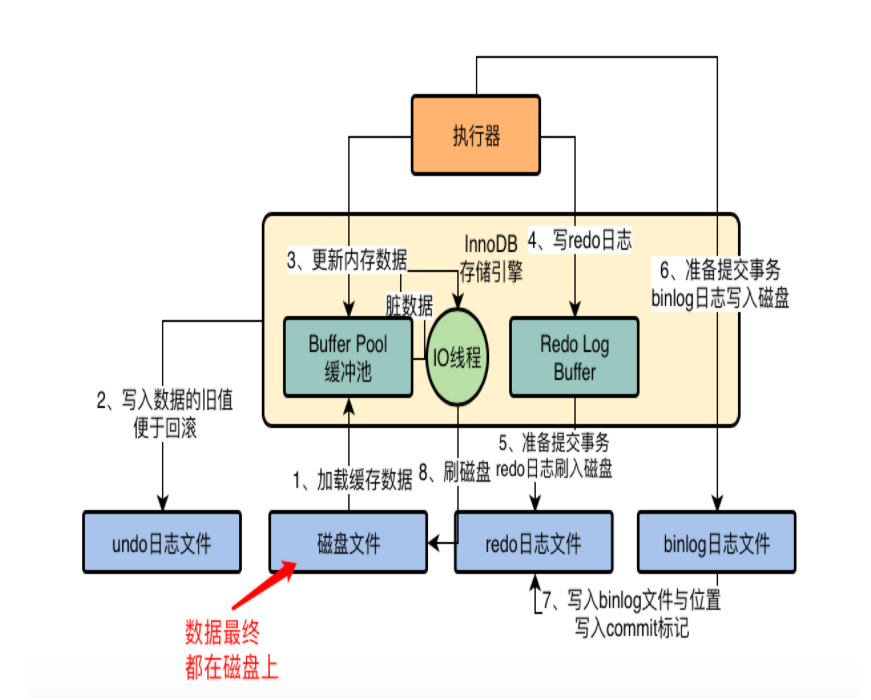 执行器
InnoDB
存储引擎
4、写redo日志
3、更新内存数据
6、准备提交事务
binlog日志写入磁盘
脏数据
Buffer Pool
缓冲池
IO线程
Redo Log
Buffer
2、写入数据的旧值
便于回滚
5、准备提交事务
redo日志刷入磁盘
1、加载缓存数据
8、刷磁盘
undo日志文件
磁盘文件
redo日志文件
binlog日志文件
7、写入binlog文件与位置
写入commit标记
数据最终
都在磁盘上